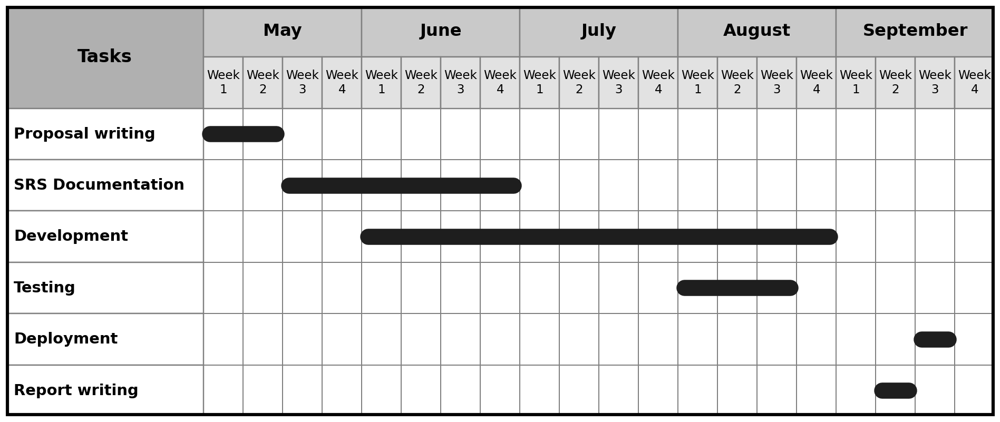 Tasks
May
June
July
August
September
Week
1
Week
2
Week
3
Week
4
Week
1
Week
2
Week
3
Week
4
Week
1
Week
2
Week
3
Week
4
Week
1
Week
2
Week
3
Week
4
Week
1
Week
2
Week
3
Week
4
Proposal writing
SRS Documentation
Development
Testing
Deployment
Report writing